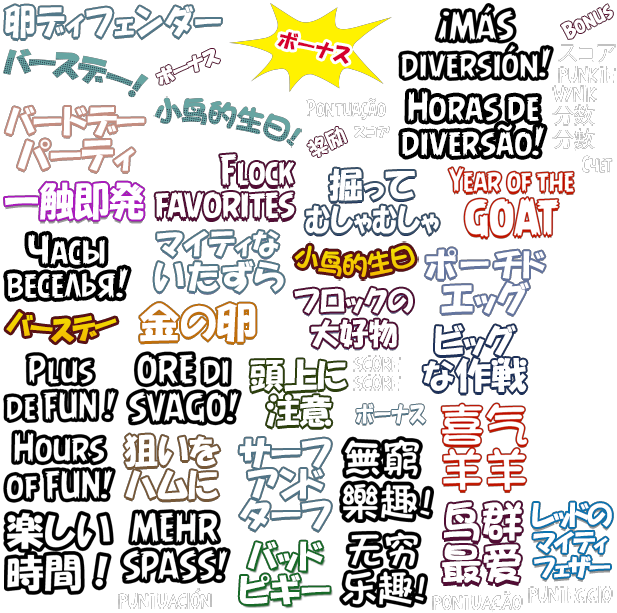 卵ディフェンダー
ボーナス
¡MÁS
DIVERSIÓN!
BONUS
バースデー!
ボーナス
スコア
PUNKTE
WYNIK
分数
分数
СЧЕТ
バードデー
パーティ
小鸟的生日!
PONTUAÇÃO
スコア
奖励
HORAS DE
DIVERSÃO!
一触即発
FLOCK
FAVORITES
掘って
むしゃむしゃ
YEAR OF THE
GOAT
ЧАСЫ
ВЕСЕЛЬЯ!
マイティな
いたずら
小鸟的生日
ポーチド
エッグ
バースデー
金の卵
フロックの
大好物
ビッグ
な作戦
PLUS
DE FUN !
ORE DI
SVAGO!
頭上に
注意
SCORE
SCORE
ボーナス
喜气
羊羊
HOURS
OF FUN!
狙いを
ハムに
サーフ
アンド
ターフ
無窮
樂趣!
楽しい
時間！
MEHR
SPASS!
バッド
ピギー
无穷
乐趣!
鸟群
最爱
レッドの
マイティ
フェザー
PUNTUACIÓN
PONTUAÇÃO
PUNTEGGIO